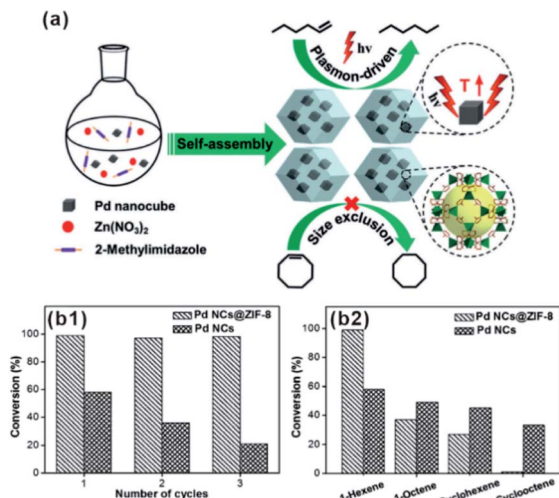 (a)
hν
Plasmon-driven
hν
T
Self-assembly
Pd nanocube
Zn(NO₃)₂
2-Methylimidazole
Size exclusion
(b1)
Pd NCs@ZIF-8
Pd NCs
Conversion (%)
100
80
60
40
20
0
1 2 3
Number of cycles
(b2)
Pd NCs@ZIF-8
Pd NCs
Conversion (%)
100
80
60
40
20
0
1-Hexene 1-Octene Cyclooctene